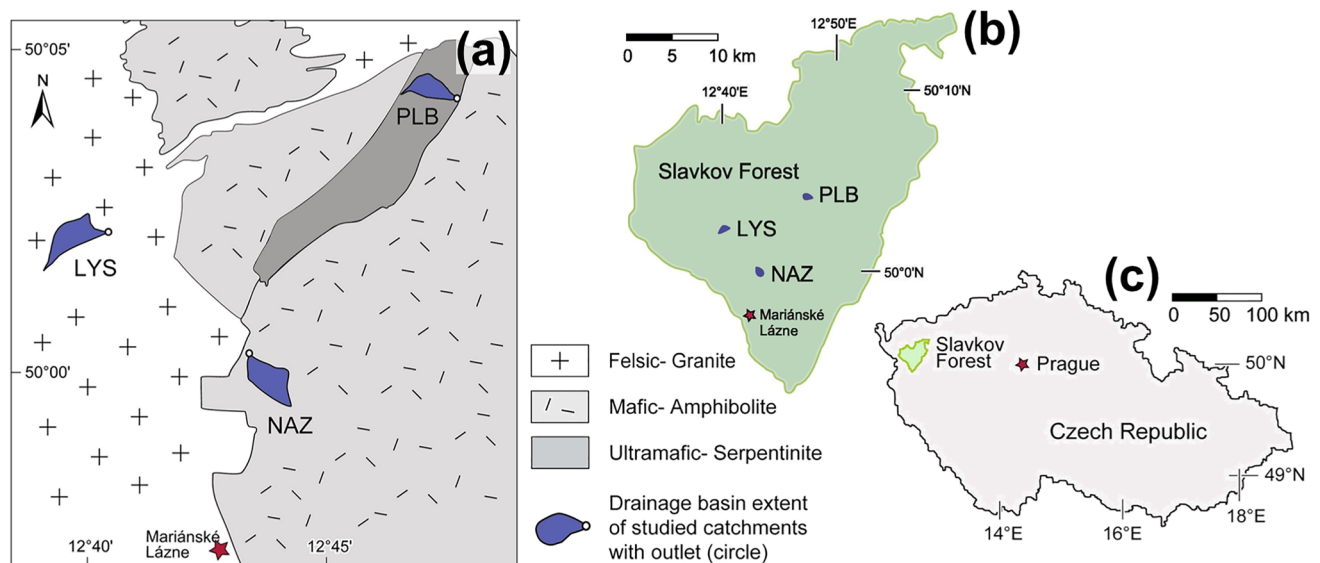 (a)
50°05'
N
PLB
LYS
50°00'
NAZ
Mariánské
Lázne
12°40'
12°45'
Felsic- Granite
Mafic- Amphibolite
Ultramafic- Serpentinite
Drainage basin extent
of studied catchments
with outlet (circle)
(b)
0 5 10 km
12°50'E
12°40'E
50°10'N
Slavkov Forest
PLB
LYS
NAZ
50°0'N
Mariánské
Lázne
(c)
0 50 100 km
Slavkov
Forest
Prague
50°N
Czech Republic
49°N
14°E
16°E
18°E